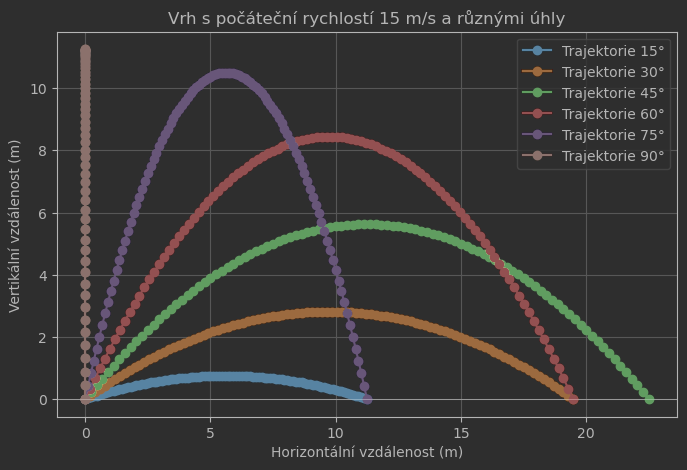 Vrh s počáteční rychlostí 15 m/s a různými úhly
Vertikální vzdálenost (m)
10
8
6
4
2
0
Trajektorie 15°
Trajektorie 30°
Trajektorie 45°
Trajektorie 60°
Trajektorie 75°
Trajektorie 90°
0 5 10 15 20
Horizontální vzdálenost (m)